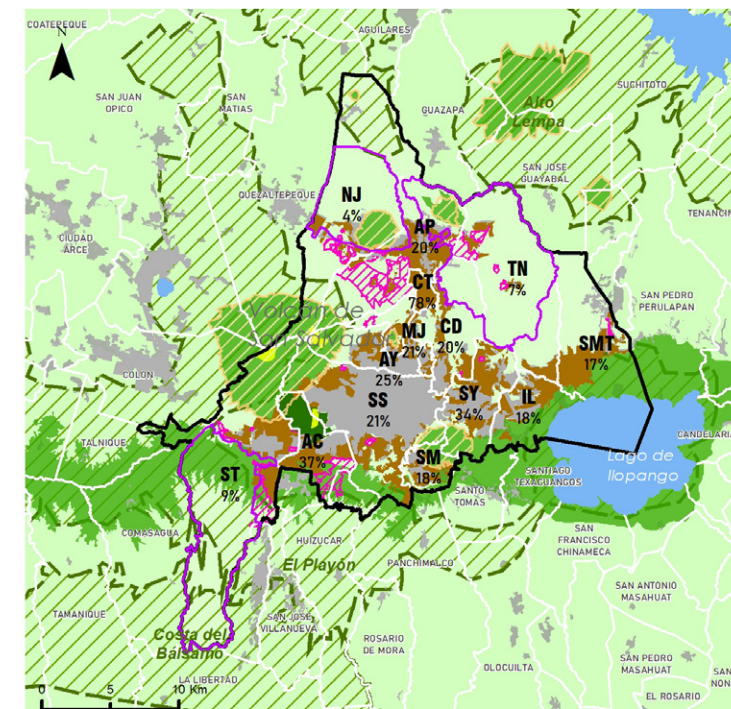 COATEPEQUE
AGUILARES
N
SUCHITOTO
SAN JUAN
OPICO
SAN
MATIAS
GUAZAPA
Alto
Lempa
SAN JOSE
GUAYABAL
QUEZALTEPEQUE
NJ
4%
TENANCIN
AP
20%
CIUDAD
ARCE
TN
7%
CT
78%
SAN PEDRO
PERULAPAN
Volcán de
San Salvador
MJ
21%
CD
20%
SMT
17%
AY
25%
COLON
SS
21%
SY
34%
IL
18%
CANDELARIA
TALNIQUE
AC
37%
SM
18%
Lago de
Ilopango
ST
9%
SANTIAGO
TEXACUANGOS
SANTO
TOMAS
COMASAGUA
HUIZUCAR
SAN
FRANCISCO
CHINAMECA
El Playón
PANCHIMALCO
SAN ANTONIO
MASAHUAT
TAMANIQUE
SAN JOSE
VILLANUEVA
Costa del
Bálsamo
ROSARIO
DE MORA
OLOCUILTA
SAN PEDRO
MASAHUAT
SAN
NON
LA LIBERTAD
0 5 10 Km
EL ROSARIO